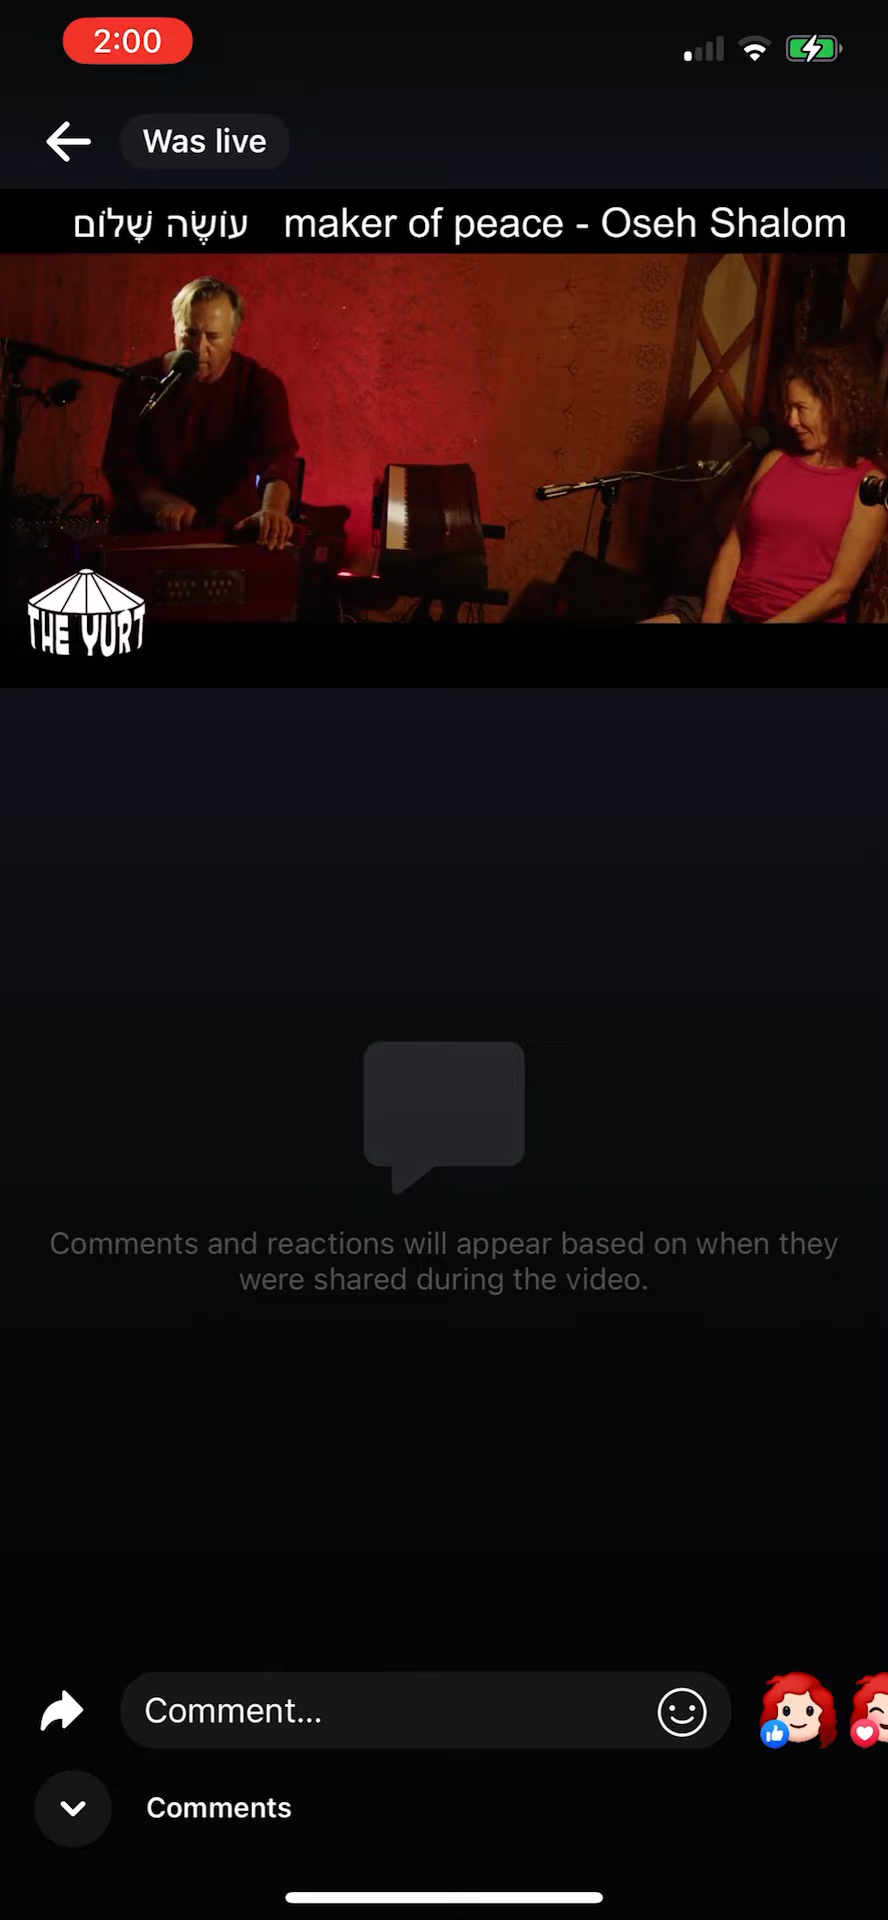 2:00
Was live
עוֹשֶׂה שָׁלוֹם maker of peace - Oseh Shalom
THE YURT
Comments and reactions will appear based on when they
were shared during the video.
Comment...
Comments